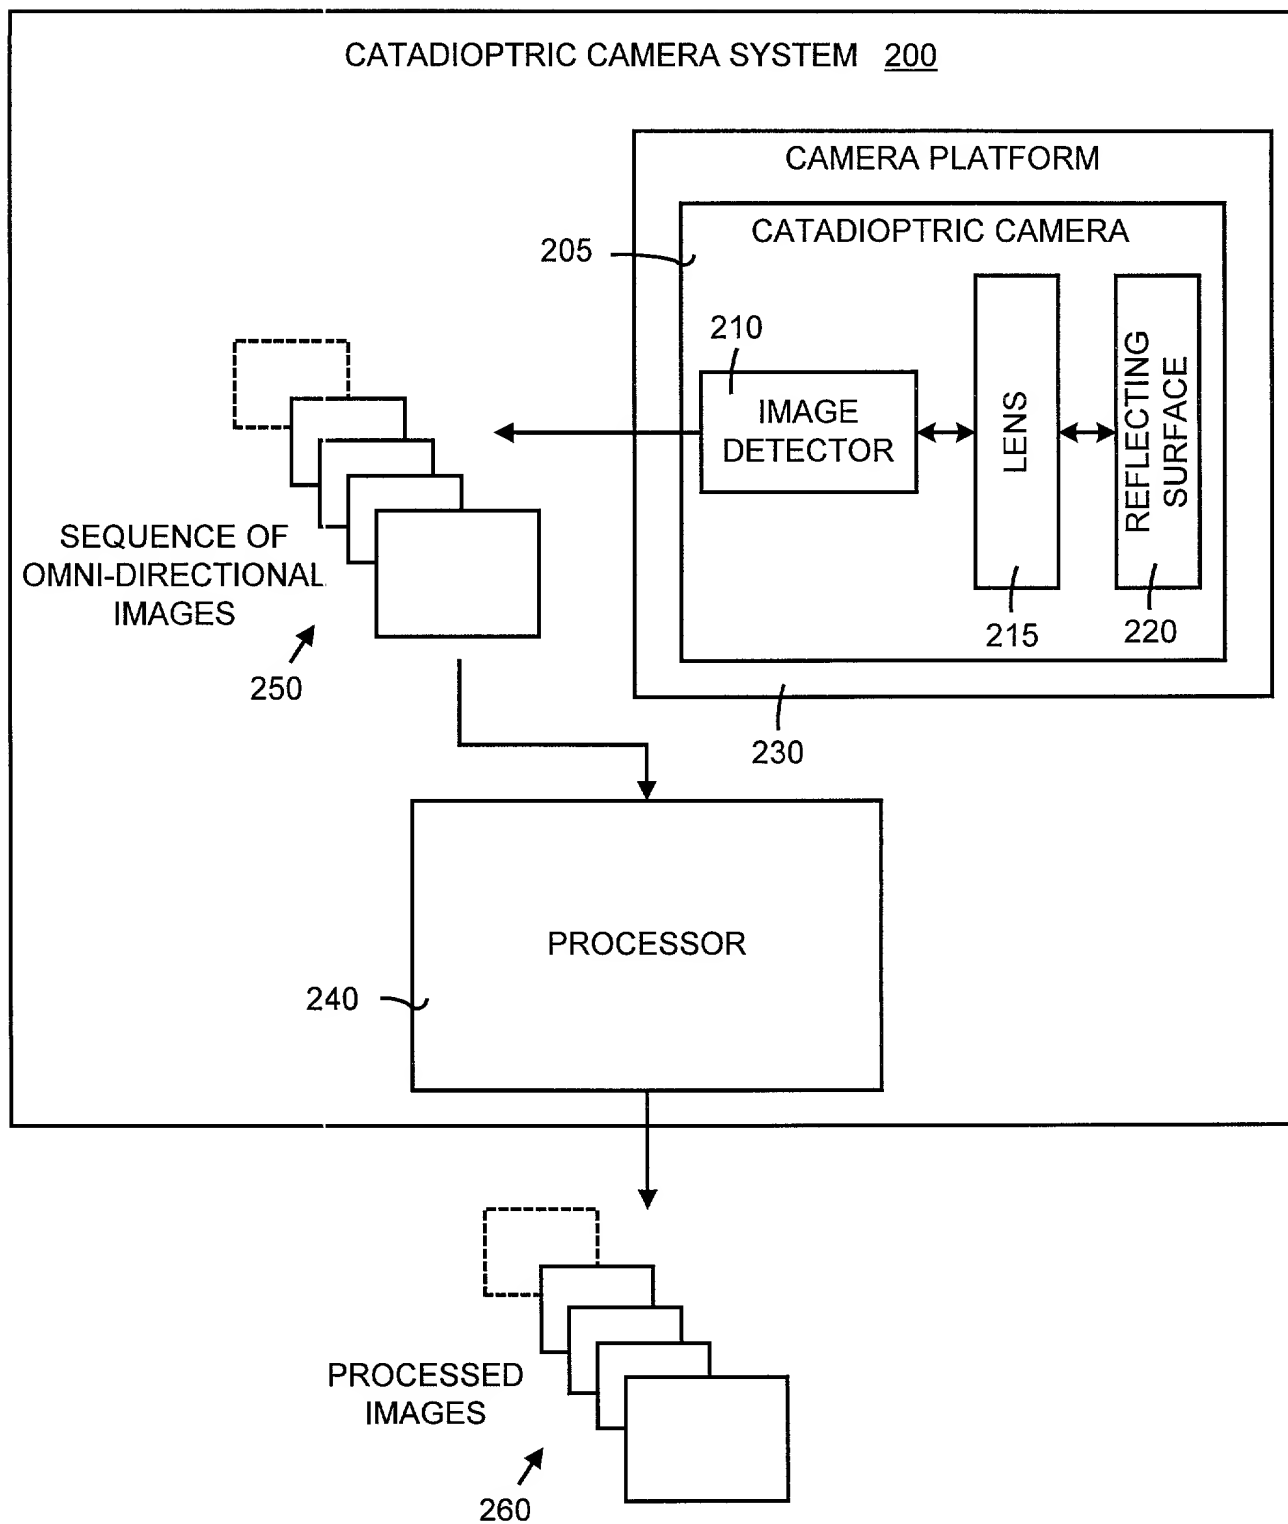 CATADIOPTRIC CAMERA SYSTEM 200
CAMERA PLATFORM
CATADIOPTRIC CAMERA
205
210
IMAGE
DETECTOR
LENS
REFLECTING
SURFACE
215
220
230
SEQUENCE OF
OMNI-DIRECTIONAL
IMAGES
250
PROCESSOR
240
PROCESSED
IMAGES
260